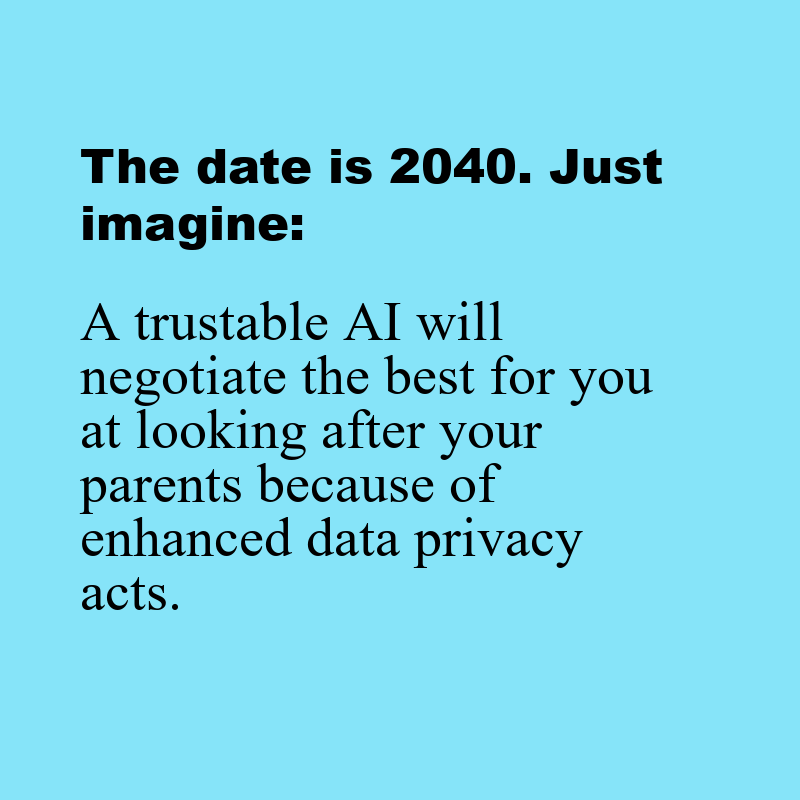 The date is 2040. Just
imagine:
A trustable AI will
negotiate the best for you
at looking after your
parents because of
enhanced data privacy
acts.